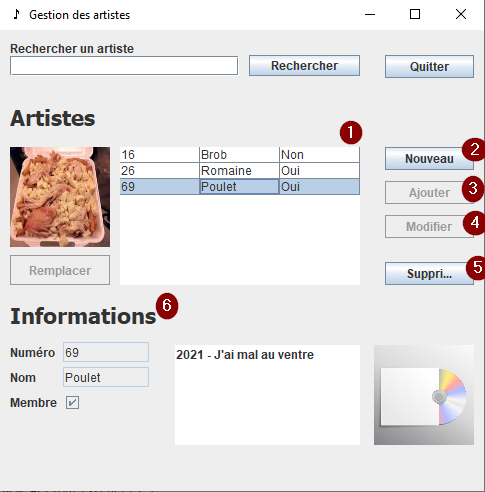 Gestion des artistes
Rechercher un artiste
Rechercher
Quitter
Artistes
1
16 Brob Non
26 Romaine Oui
69 Poulet Oui
Nouveau 2
Ajouter 3
Modifier 4
Suppri... 5
Remplacer
Informations 6
Numéro 69
Nom Poulet
Membre
2021 - J'ai mal au ventre